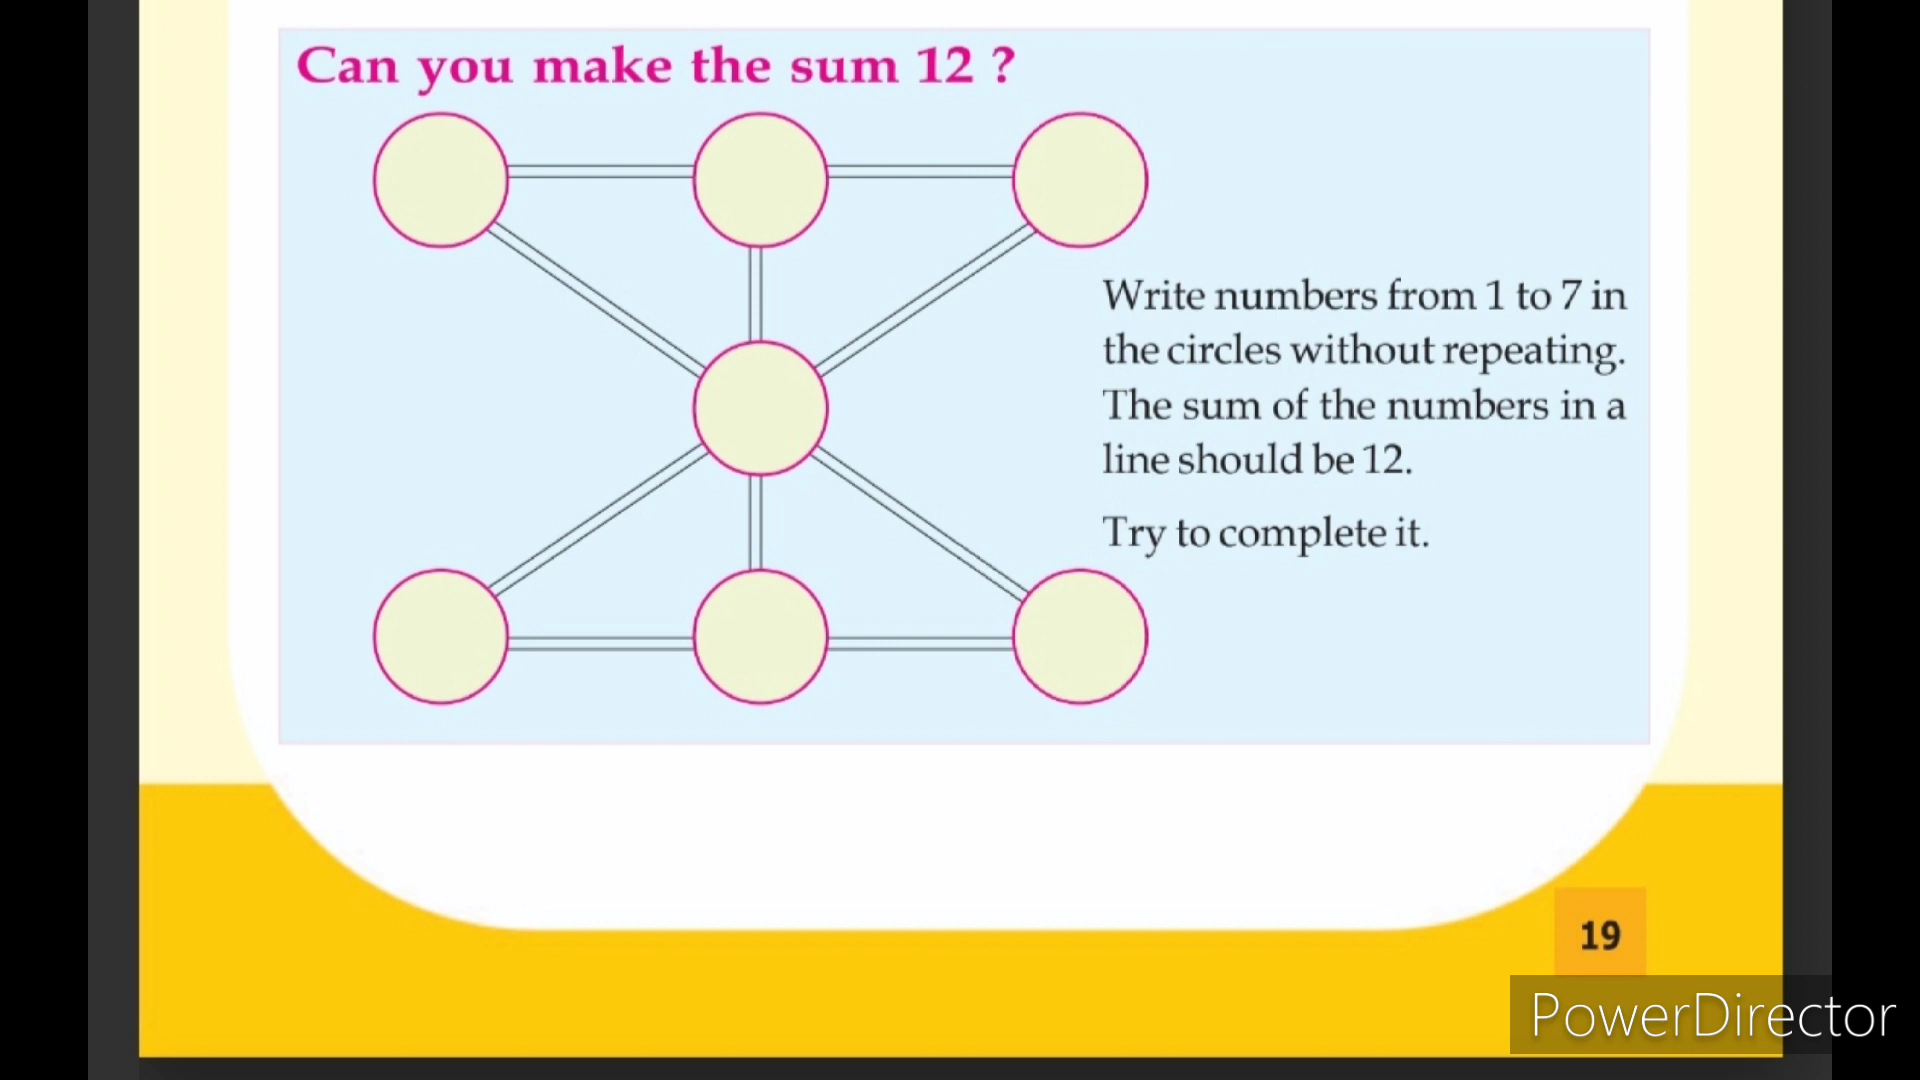 Can you make the sum 12 ?
Write numbers from 1 to 7 in
the circles without repeating.
The sum of the numbers in a
line should be 12.
Try to complete it.
19
PowerDirector